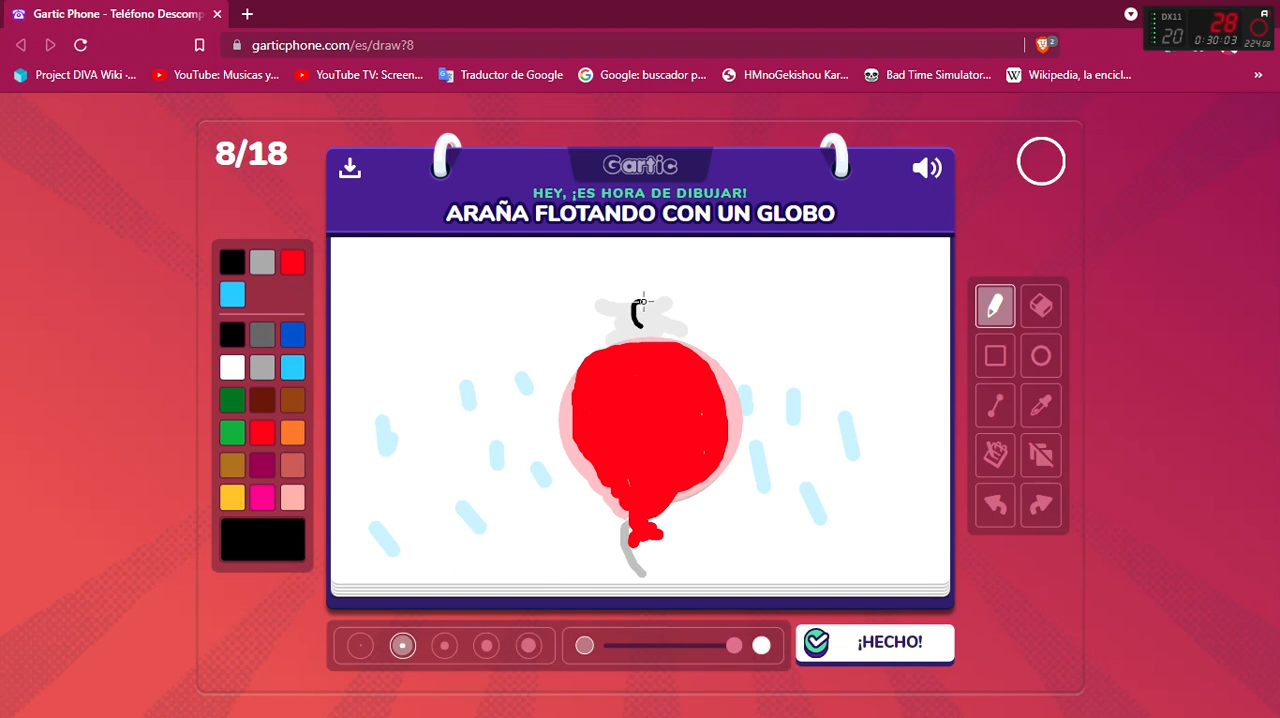 Gartic Phone - Teléfono Descomp
garticphone.com/es/draw?8
2
DX11
20
28
0:30:03
224GB
Project DIVA Wiki -...
YouTube: Musicas y...
YouTube TV: Screen...
Traductor de Google
Google: buscador p...
HMnoGekishou Kar...
Bad Time Simulator...
Wikipedia, la encicl...
»
8/18
Gartic
HEY, ¡ES HORA DE DIBUJAR!
ARAÑA FLOTANDO CON UN GLOBO
¡HECHO!